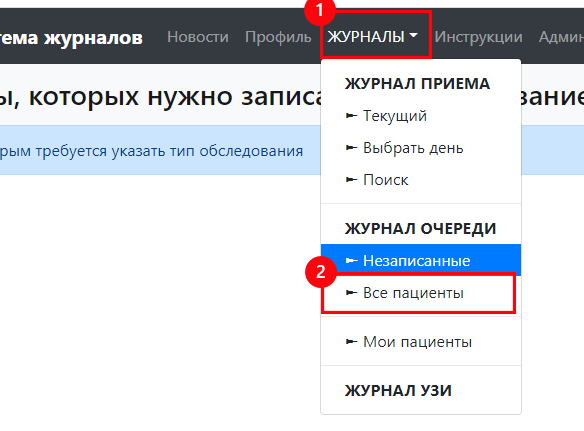 1
тема журналов Новости Профиль ЖУРНАЛЫ Инструкции Админ
ы, которых нужно записа вание
рым требуется указать тип обследования
ЖУРНАЛ ПРИЕМА
Текущий
Выбрать день
Поиск
ЖУРНАЛ ОЧЕРЕДИ
Незаписанные
2
Все пациенты
Мои пациенты
ЖУРНАЛ УЗИ